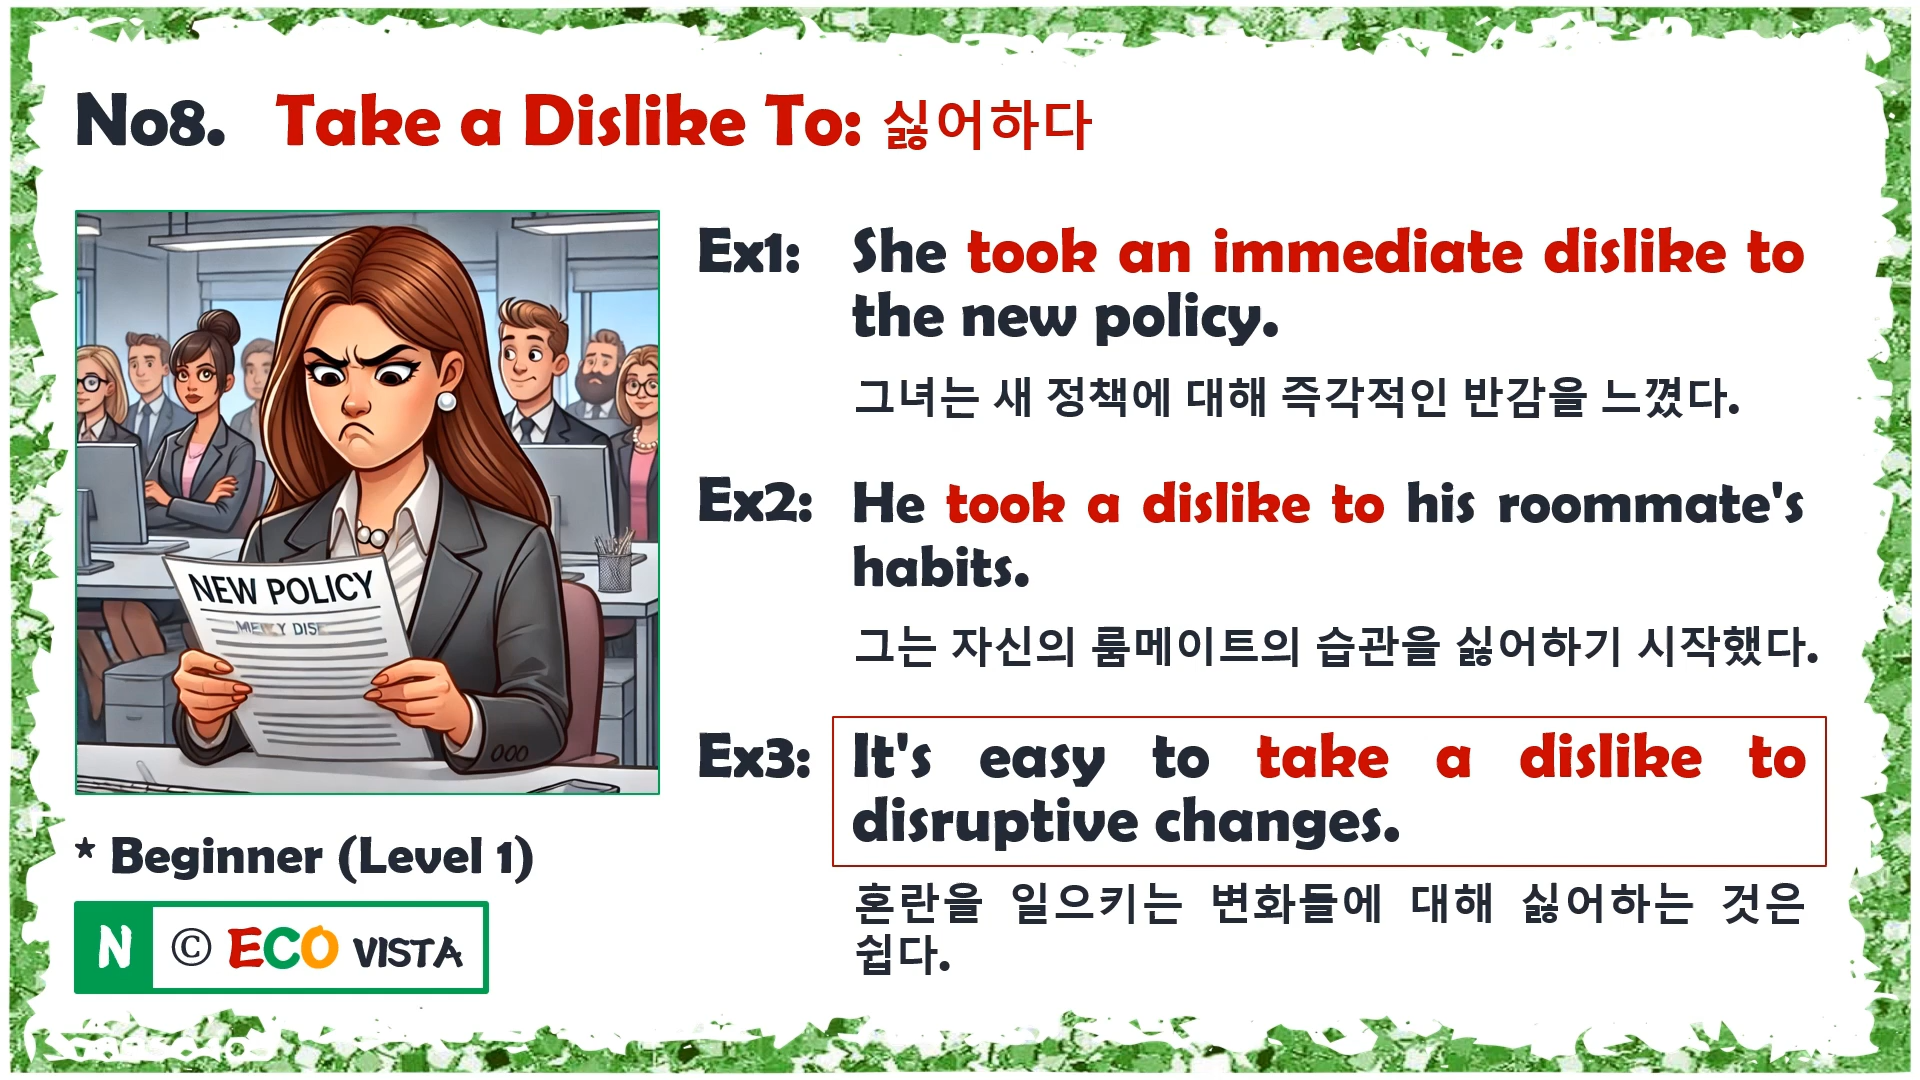 No8. Take a Dislike To: 싫어하다
Ex1: She took an immediate dislike to
the new policy.
그녀는 새 정책에 대해 즉각적인 반감을 느꼈다.
Ex2: He took a dislike to his roommate's
habits.
그는 자신의 룸메이트의 습관을 싫어하기 시작했다.
Ex3: It's easy to take a dislike to
disruptive changes.
혼란을 일으키는 변화들에 대해 싫어하는 것은
쉽다.
NEW POLICY
* Beginner (Level 1)
N © ECO VISTA